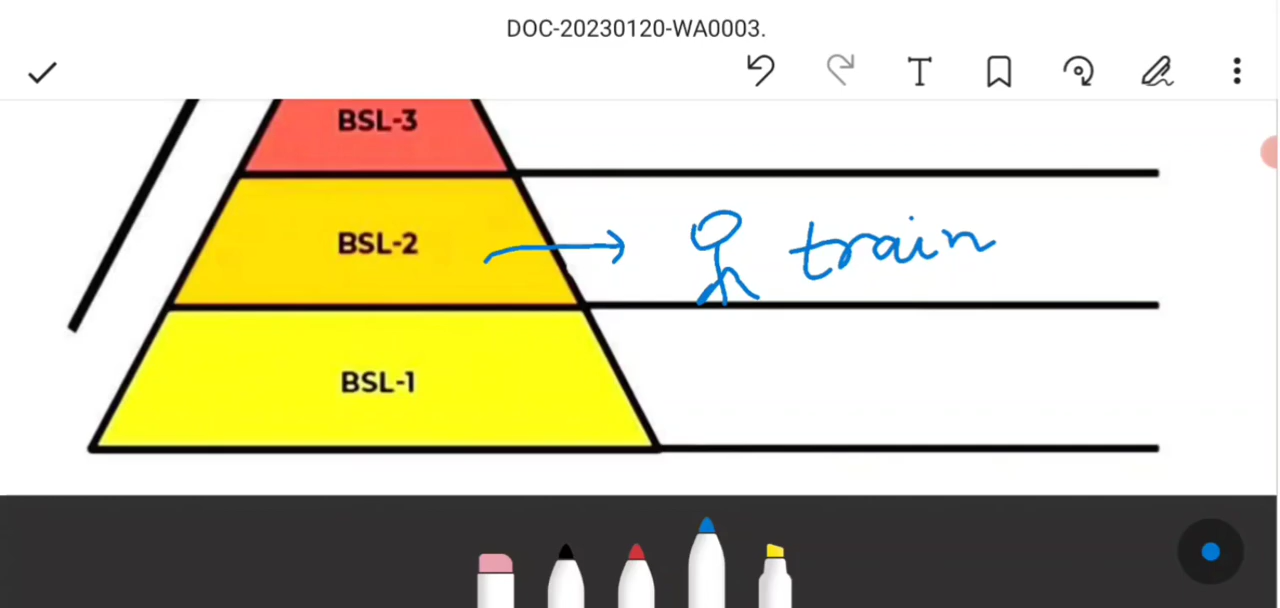 DOC-20230120-WA0003.
T
BSL-3
BSL-2
train
BSL-1